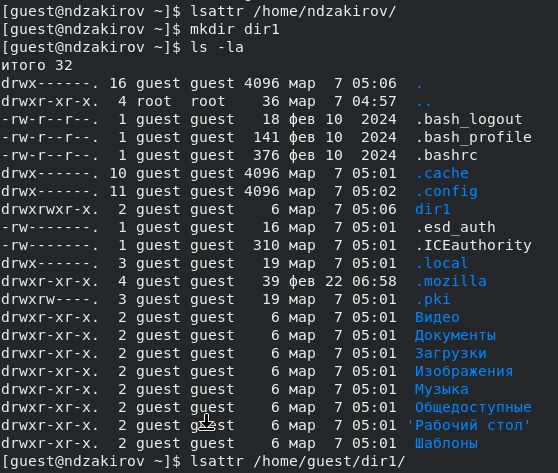 [guest@ndzakirov ~]$ lsattr /home/ndzakirov/
[guest@ndzakirov ~]$ mkdir dir1
[guest@ndzakirov ~]$ ls -la
итого 32
drwx------. 16 guest guest 4096 мар  7 05:06  .
drwxr-xr-x.  4 root  root    36 мар  7 04:57  ..
-rw-r--r--.  1 guest guest   18 фев 10  2024  .bash_logout
-rw-r--r--.  1 guest guest  141 фев 10  2024  .bash_profile
-rw-r--r--.  1 guest guest  376 фев 10  2024  .bashrc
drwx------. 10 guest guest 4096 мар  7 05:01  .cache
drwx------. 11 guest guest 4096 мар  7 05:02  .config
drwxrwxr-x.  2 guest guest    6 мар  7 05:06  dir1
-rw-------.  1 guest guest   16 мар  7 05:01  .esd_auth
-rw-------.  1 guest guest  310 мар  7 05:01  .ICEauthority
drwx------.  3 guest guest   19 мар  7 05:01  .local
drwxr-xr-x.  4 guest guest   39 фев 22 06:58  .mozilla
drwxrw----.  3 guest guest   19 мар  7 05:01  .pki
drwxr-xr-x.  2 guest guest    6 мар  7 05:01  Видео
drwxr-xr-x.  2 guest guest    6 мар  7 05:01  Документы
drwxr-xr-x.  2 guest guest    6 мар  7 05:01  Загрузки
drwxr-xr-x.  2 guest guest    6 мар  7 05:01  Изображения
drwxr-xr-x.  2 guest guest    6 мар  7 05:01  Музыка
drwxr-xr-x.  2 guest guest    6 мар  7 05:01  Общедоступные
drwxr-xr-x.  2 guest guest    6 мар  7 05:01 'Рабочий стол'
drwxr-xr-x.  2 guest guest    6 мар  7 05:01  Шаблоны
[guest@ndzakirov ~]$ lsattr /home/guest/dir1/